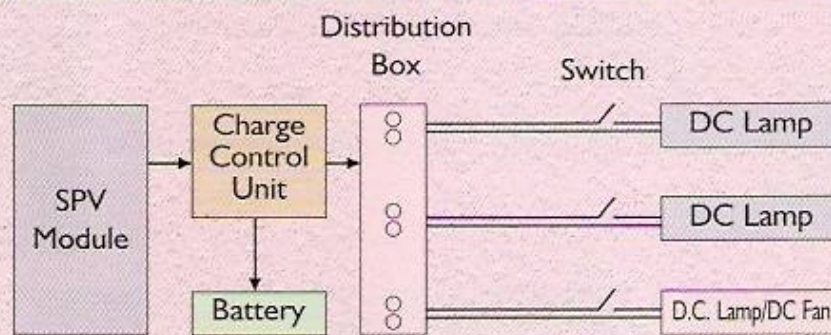 Distribution
Box
Switch
SPV
Module
Charge
Control
Unit
Battery
DC Lamp
DC Lamp
D.C. Lamp/DC Fan